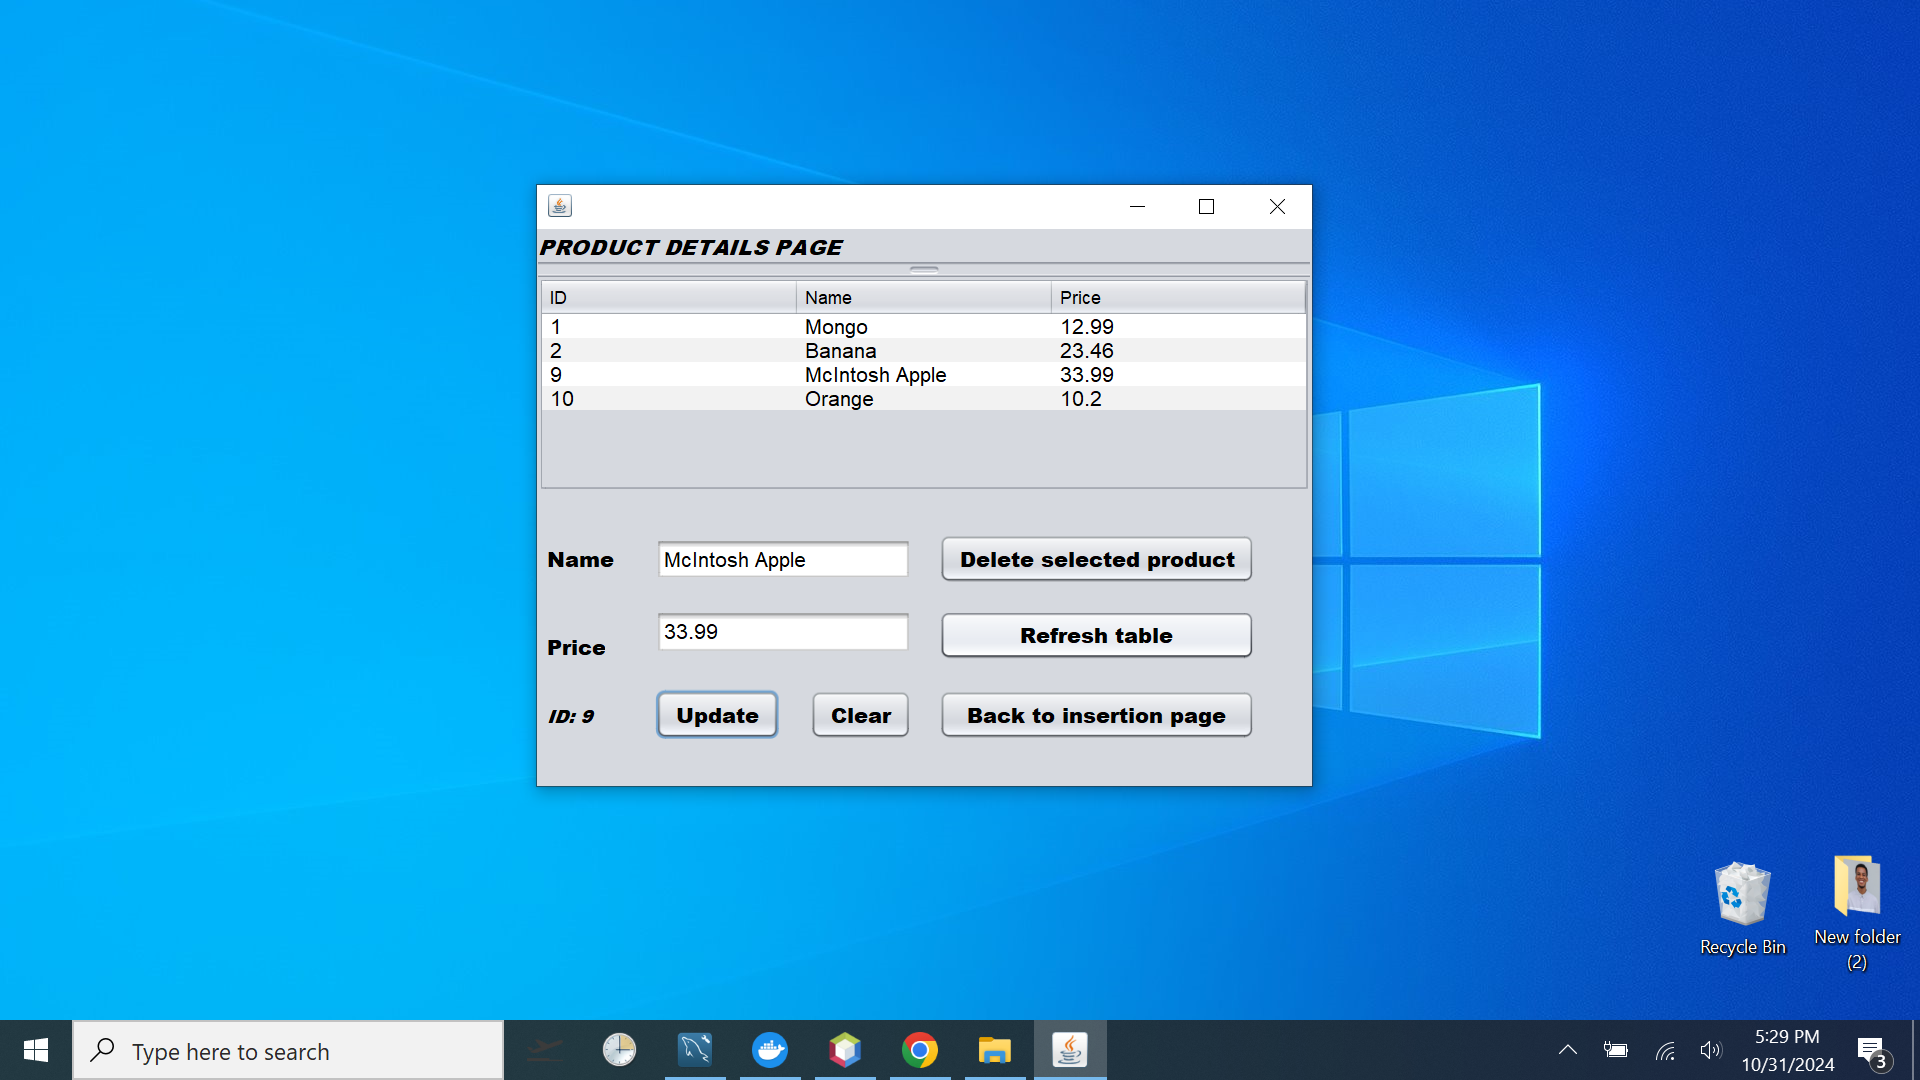 PRODUCT DETAILS PAGE
ID Name Price
1 Mongo 12.99
2 Banana 23.46
9 McIntosh Apple 33.99
10 Orange 10.2
Name McIntosh Apple Delete selected product
Price 33.99 Refresh table
ID: 9 Update Clear Back to insertion page
Recycle Bin
New folder
(2)
Type here to search
5:29 PM
10/31/2024
3